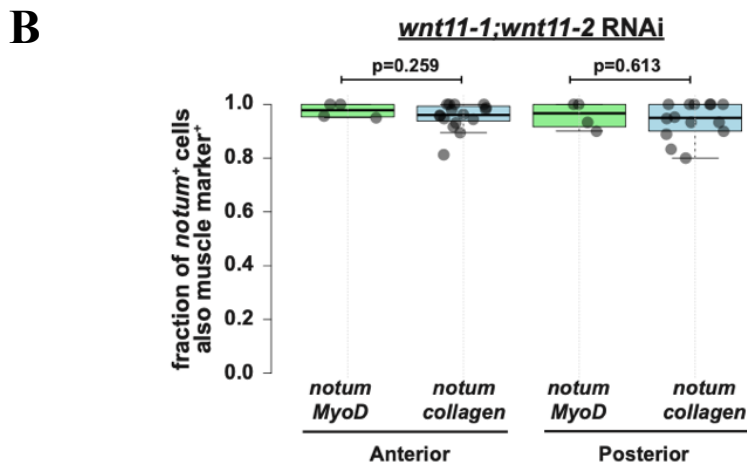 B
wnt11-1;wnt11-2 RNAi
p=0.259
p=0.613
fraction of notum⁺ cells
also muscle marker⁺
1.0
0.8
0.6
0.4
0.2
0.0
notum
MyoD
notum
collagen
notum
MyoD
notum
collagen
Anterior
Posterior